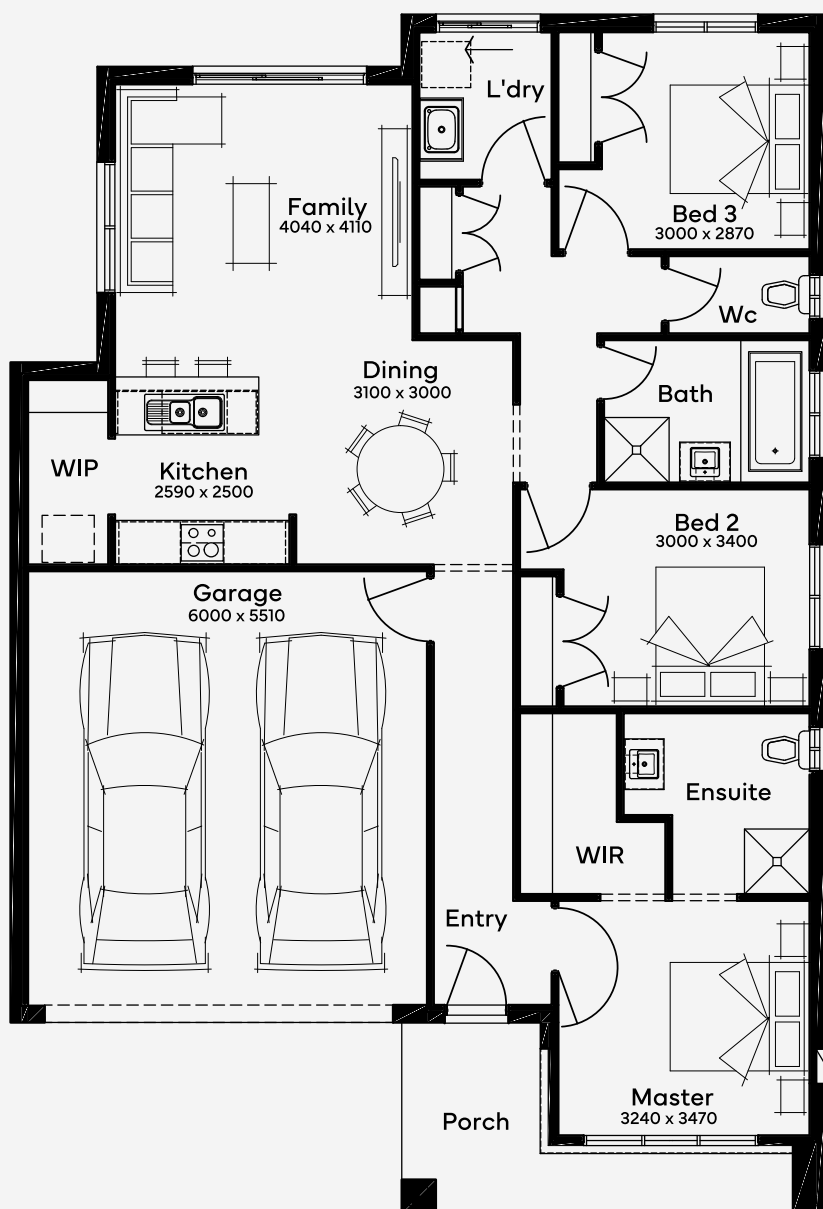 L'dry
Family
4040 x 4110
Bed 3
3000 x 2870
Wc
Dining
3100 x 3000
Bath
WIP
Kitchen
2590 x 2500
Bed 2
3000 x 3400
Garage
6000 x 5510
Ensuite
WIR
Entry
Master
3240 x 3470
Porch